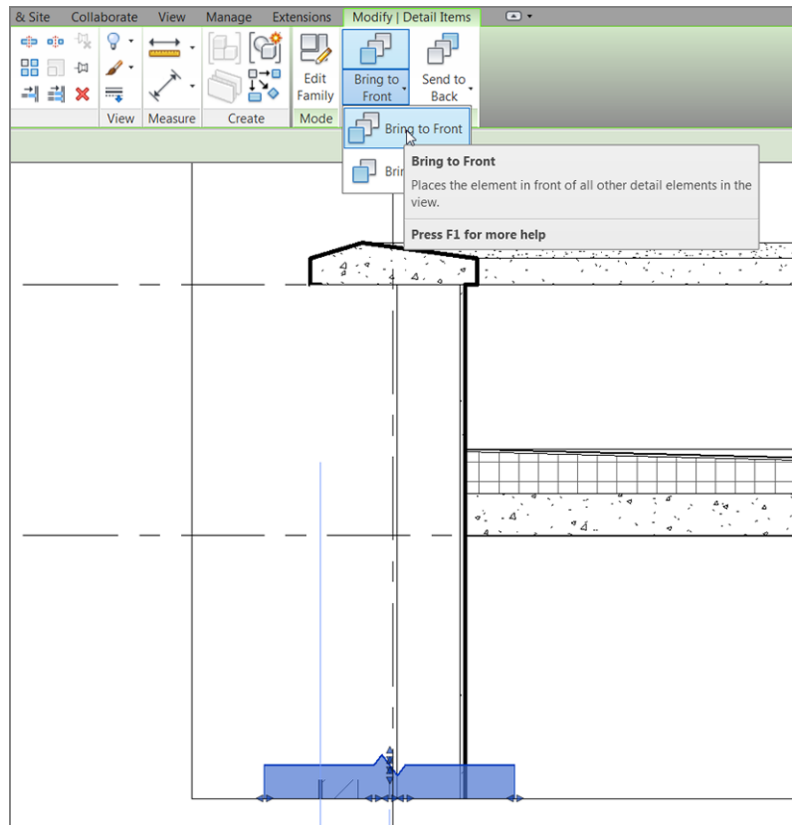 & Site Collaborate View Manage Extensions Modify | Detail Items
Edit Family
Bring to Front
Send to Back
View Measure Create Mode
Bring to Front
Bri
Bring to Front
Places the element in front of all other detail elements in the
view.
Press F1 for more help